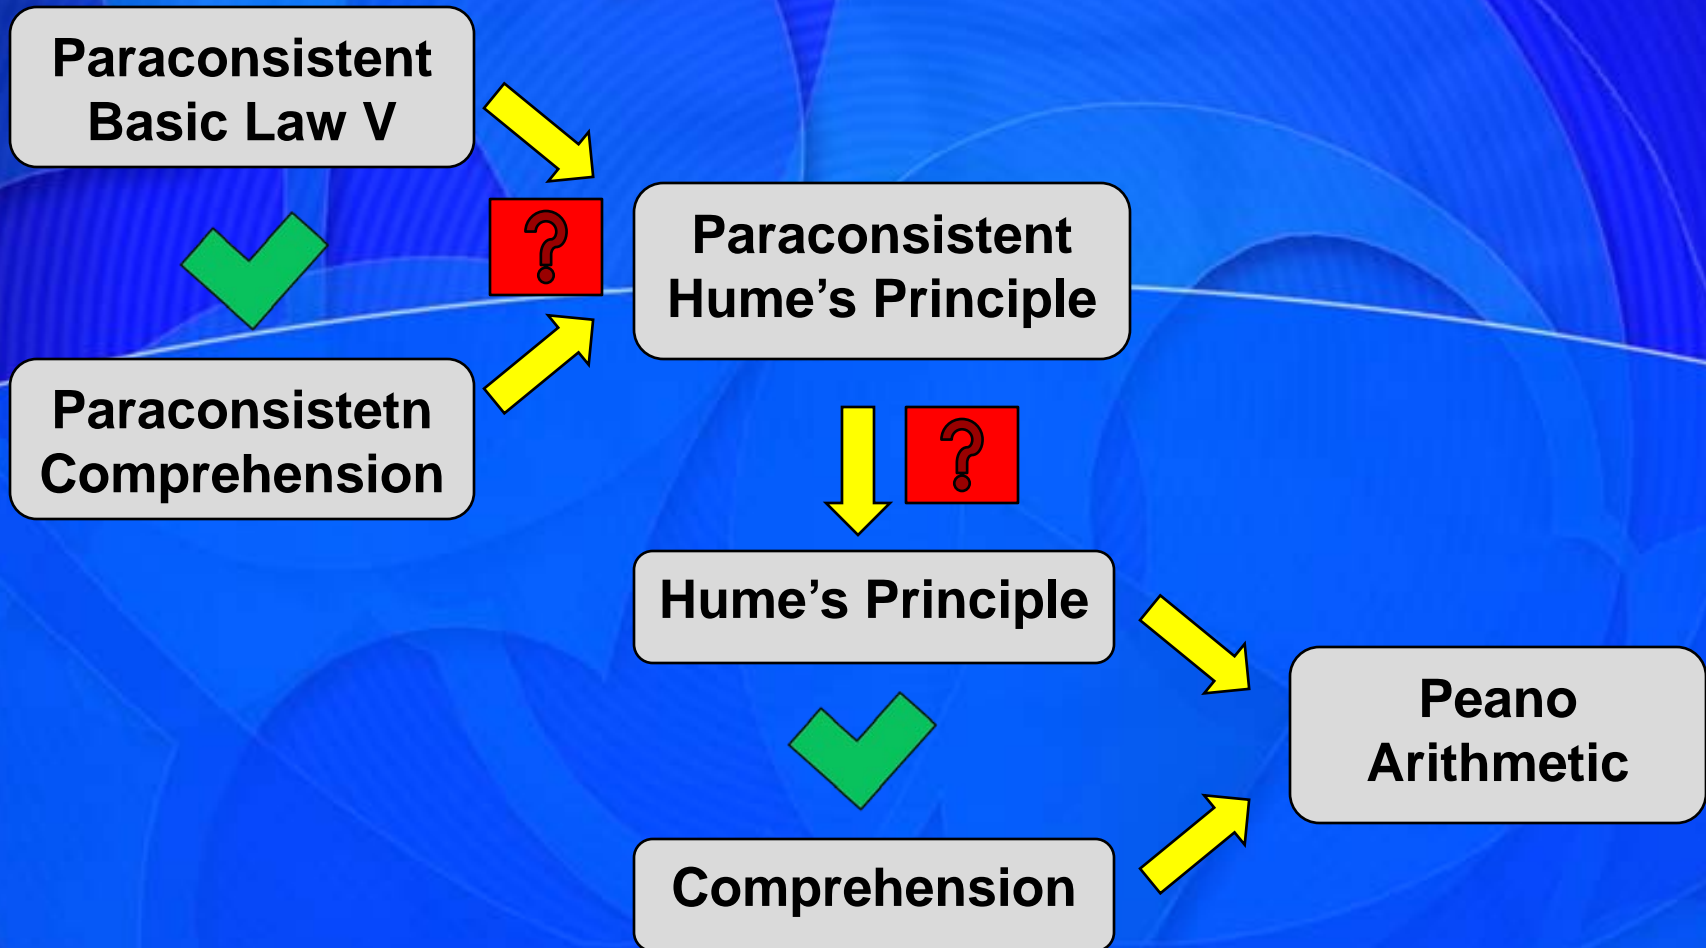 Paraconsistent
Basic Law V
?
Paraconsistent
Hume’s Principle
Paraconsistetn
Comprehension
?
Hume’s Principle
Peano
Arithmetic
Comprehension